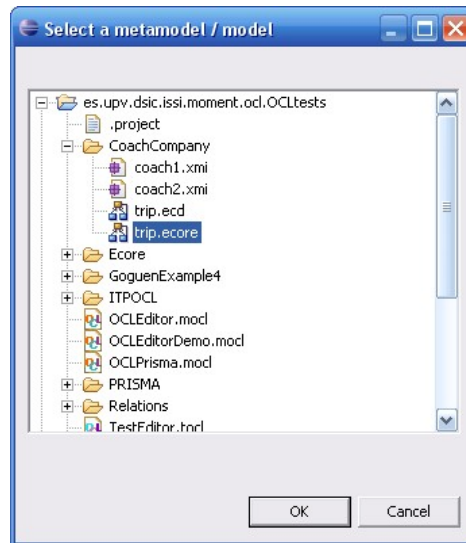 Select a metamodel / model
es.upv.dsic.issi.moment.ocl.OCLtests
.project
CoachCompany
coach1.xmi
coach2.xmi
trip.ecd
trip.ecore
Ecore
GoguenExample4
ITPOCL
OCLEditor.mocl
OCLEditorDemo.mocl
OCLPrisma.mocl
PRISMA
Relations
TestEditor.tocl
OK Cancel